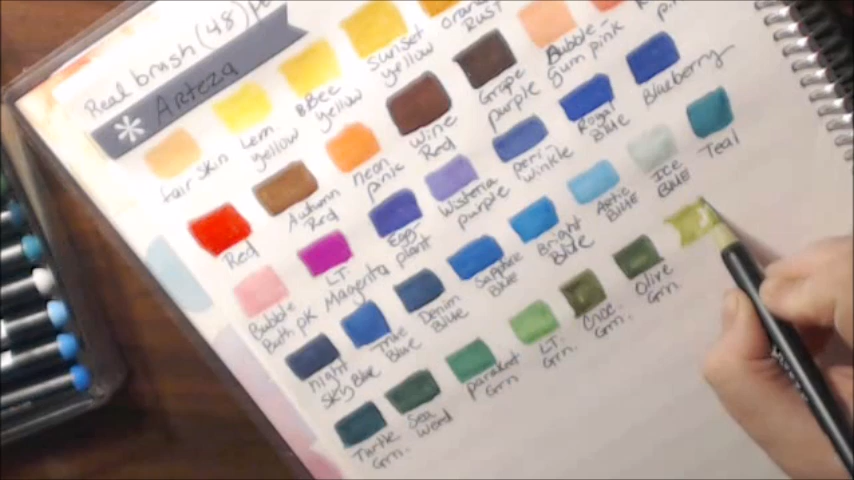 Real brush (48)
* Arteza
Fair Skin
Lem
yellow
BBee
yellow
Sunset
yellow
Rust
Red
Autumn
Red
neon
pink
Wine
Red
Grape
purple
Bubble-
gum pink
Bubble
Bath PK
LT.
Magenta
Egg-
plant
Wisteria
purple
peri-
winkle
Royal
Blue
Blueberry
night
Sky Blue
True
Blue
Denim
Blue
Sapphire
Blue
Bright
Blue
Artic
Blue
ICE
Blue
Teal
Turtle
Grn.
Sea
Weed
parakeet
Grn
LT.
Grn.
Croc.
Grn.
Olive
Grn.